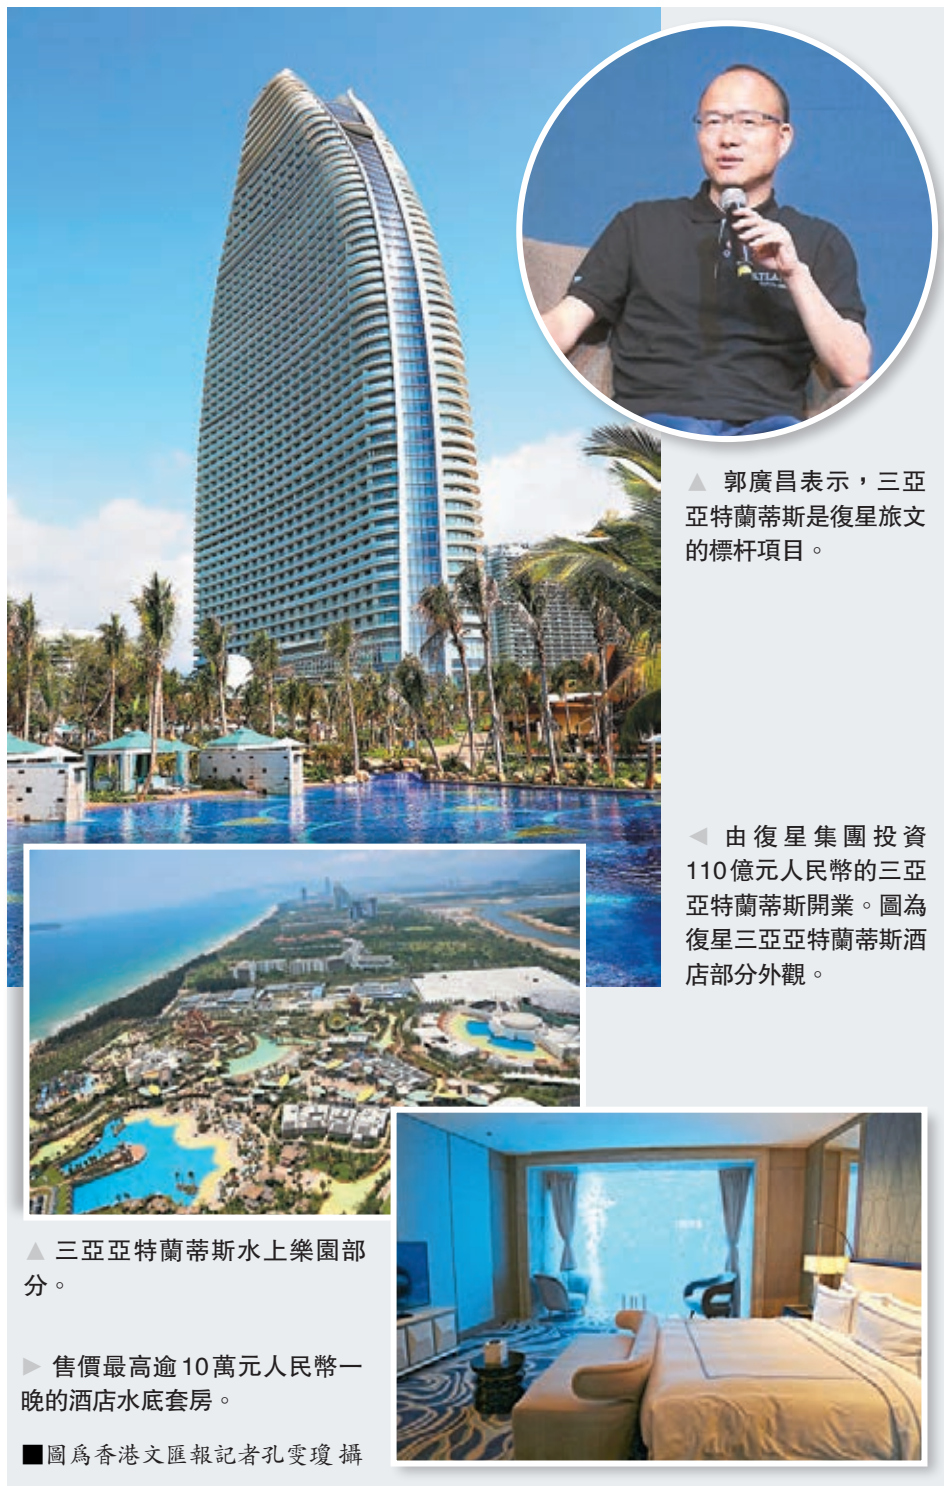 ▲ 郭廣昌表示，三亞
亞特蘭蒂斯是復星旅文
的標杆項目。
◀ 由復星集團投資
110億元人民幣的三亞
亞特蘭蒂斯開業。圖為
復星三亞亞特蘭蒂斯酒
店部分外觀。
▲ 三亞亞特蘭蒂斯水上樂園部
分。
▶ 售價最高逾10萬元人民幣一
晚的酒店水底套房。
■圖爲香港文匯報記者孔雯瓊 攝